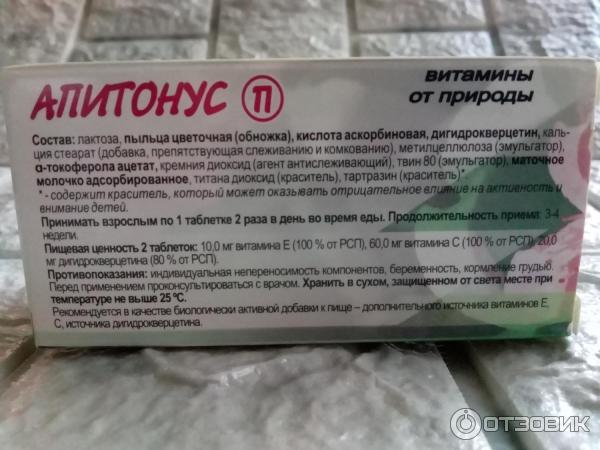 АПИТОНУС П
витамины
от природы
Состав: лактоза, пыльца цветочная (обножка), кислота аскорбиновая, дигидрокверцетин, каль-
ция стеарат (добавка, препятствующая слеживанию и комкованию), метилцеллюлоза (эмульгатор),
α-токоферола ацетат, кремния диоксид (агент антислеживающий), твин 80 (эмульгатор), маточное
молочко адсорбированное, титана диоксид (краситель), тартразин (краситель)*
* - содержит краситель, который может оказывать отрицательное влияние на активность и
внимание детей.
Принимать взрослым по 1 таблетке 2 раза в день во время еды. Продолжительность приема: 3-4
недели.
Пищевая ценность 2 таблеток: 10,0 мг витамина Е (100 % от РСП), 60,0 мг витамина С (100 % от РСП), 20,0
мг дигидрокверцетина (80 % от РСП).
Противопоказания: индивидуальная непереносимость компонентов, беременность, кормление грудью.
Перед применением проконсультироваться с врачом. Хранить в сухом, защищенном от света месте при
температуре не выше 25 °С.
Рекомендуется в качестве биологически активной добавки к пище – дополнительного источника витаминов Е,
С, источника дигидрокверцетина.
ОТЗОВИК